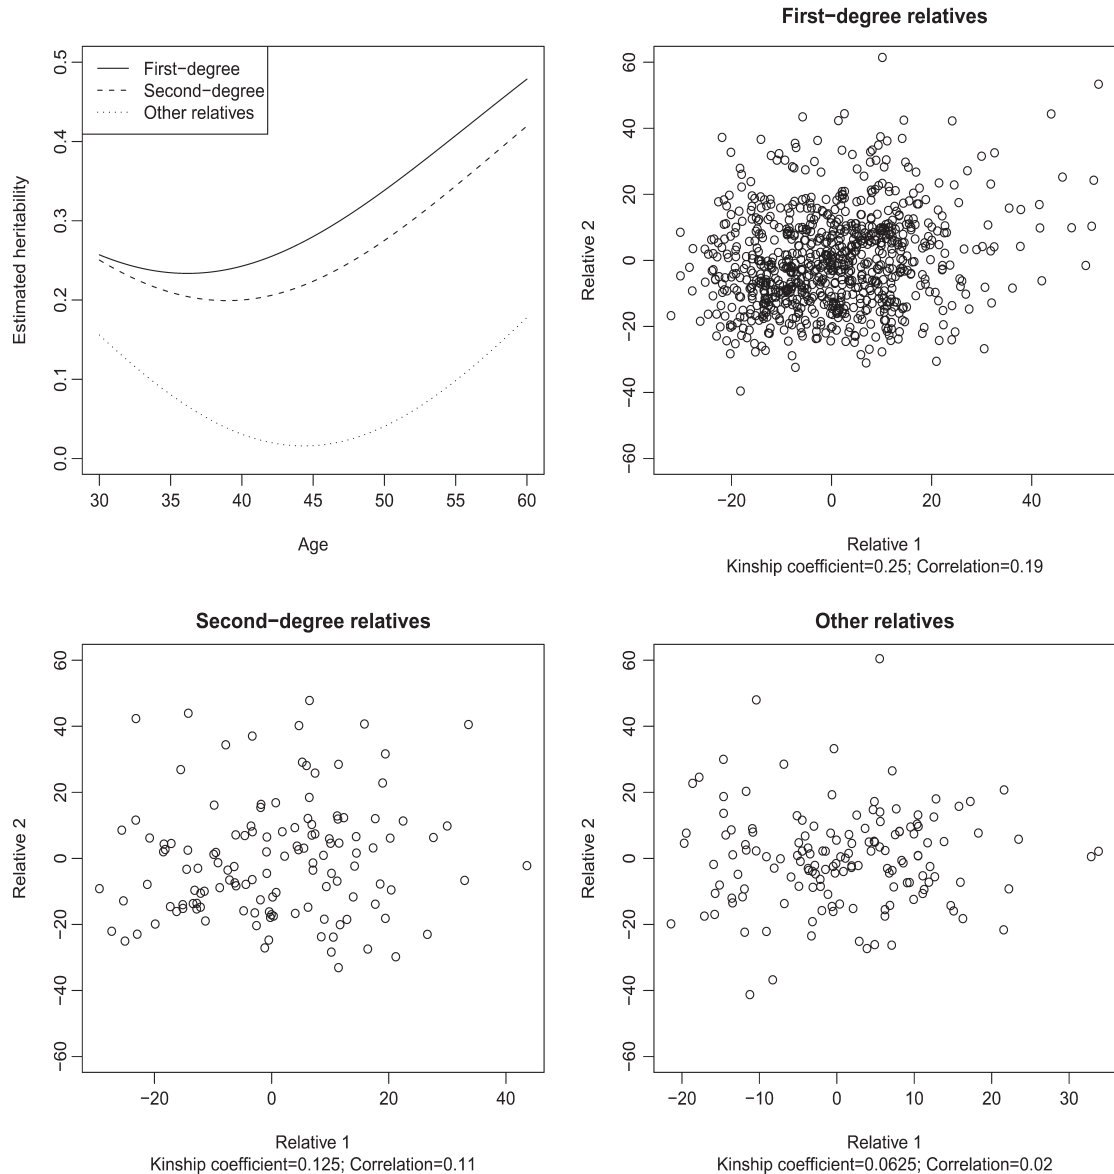 First−degree
Second−degree
Other relatives
Estimated heritability
0.5
0.4
0.3
0.2
0.1
0.0
30 35 40 45 50 55 60
Age
First−degree relatives
Relative 2
60
40
20
0
−20
−40
−60
−20 0 20 40
Relative 1
Kinship coefficient=0.25; Correlation=0.19
Second−degree relatives
Relative 2
60
40
20
0
−20
−40
−60
−20 0 20 40
Relative 1
Kinship coefficient=0.125; Correlation=0.11
Other relatives
Relative 2
60
40
20
0
−20
−40
−60
−20 −10 0 10 20 30
Relative 1
Kinship coefficient=0.0625; Correlation=0.02